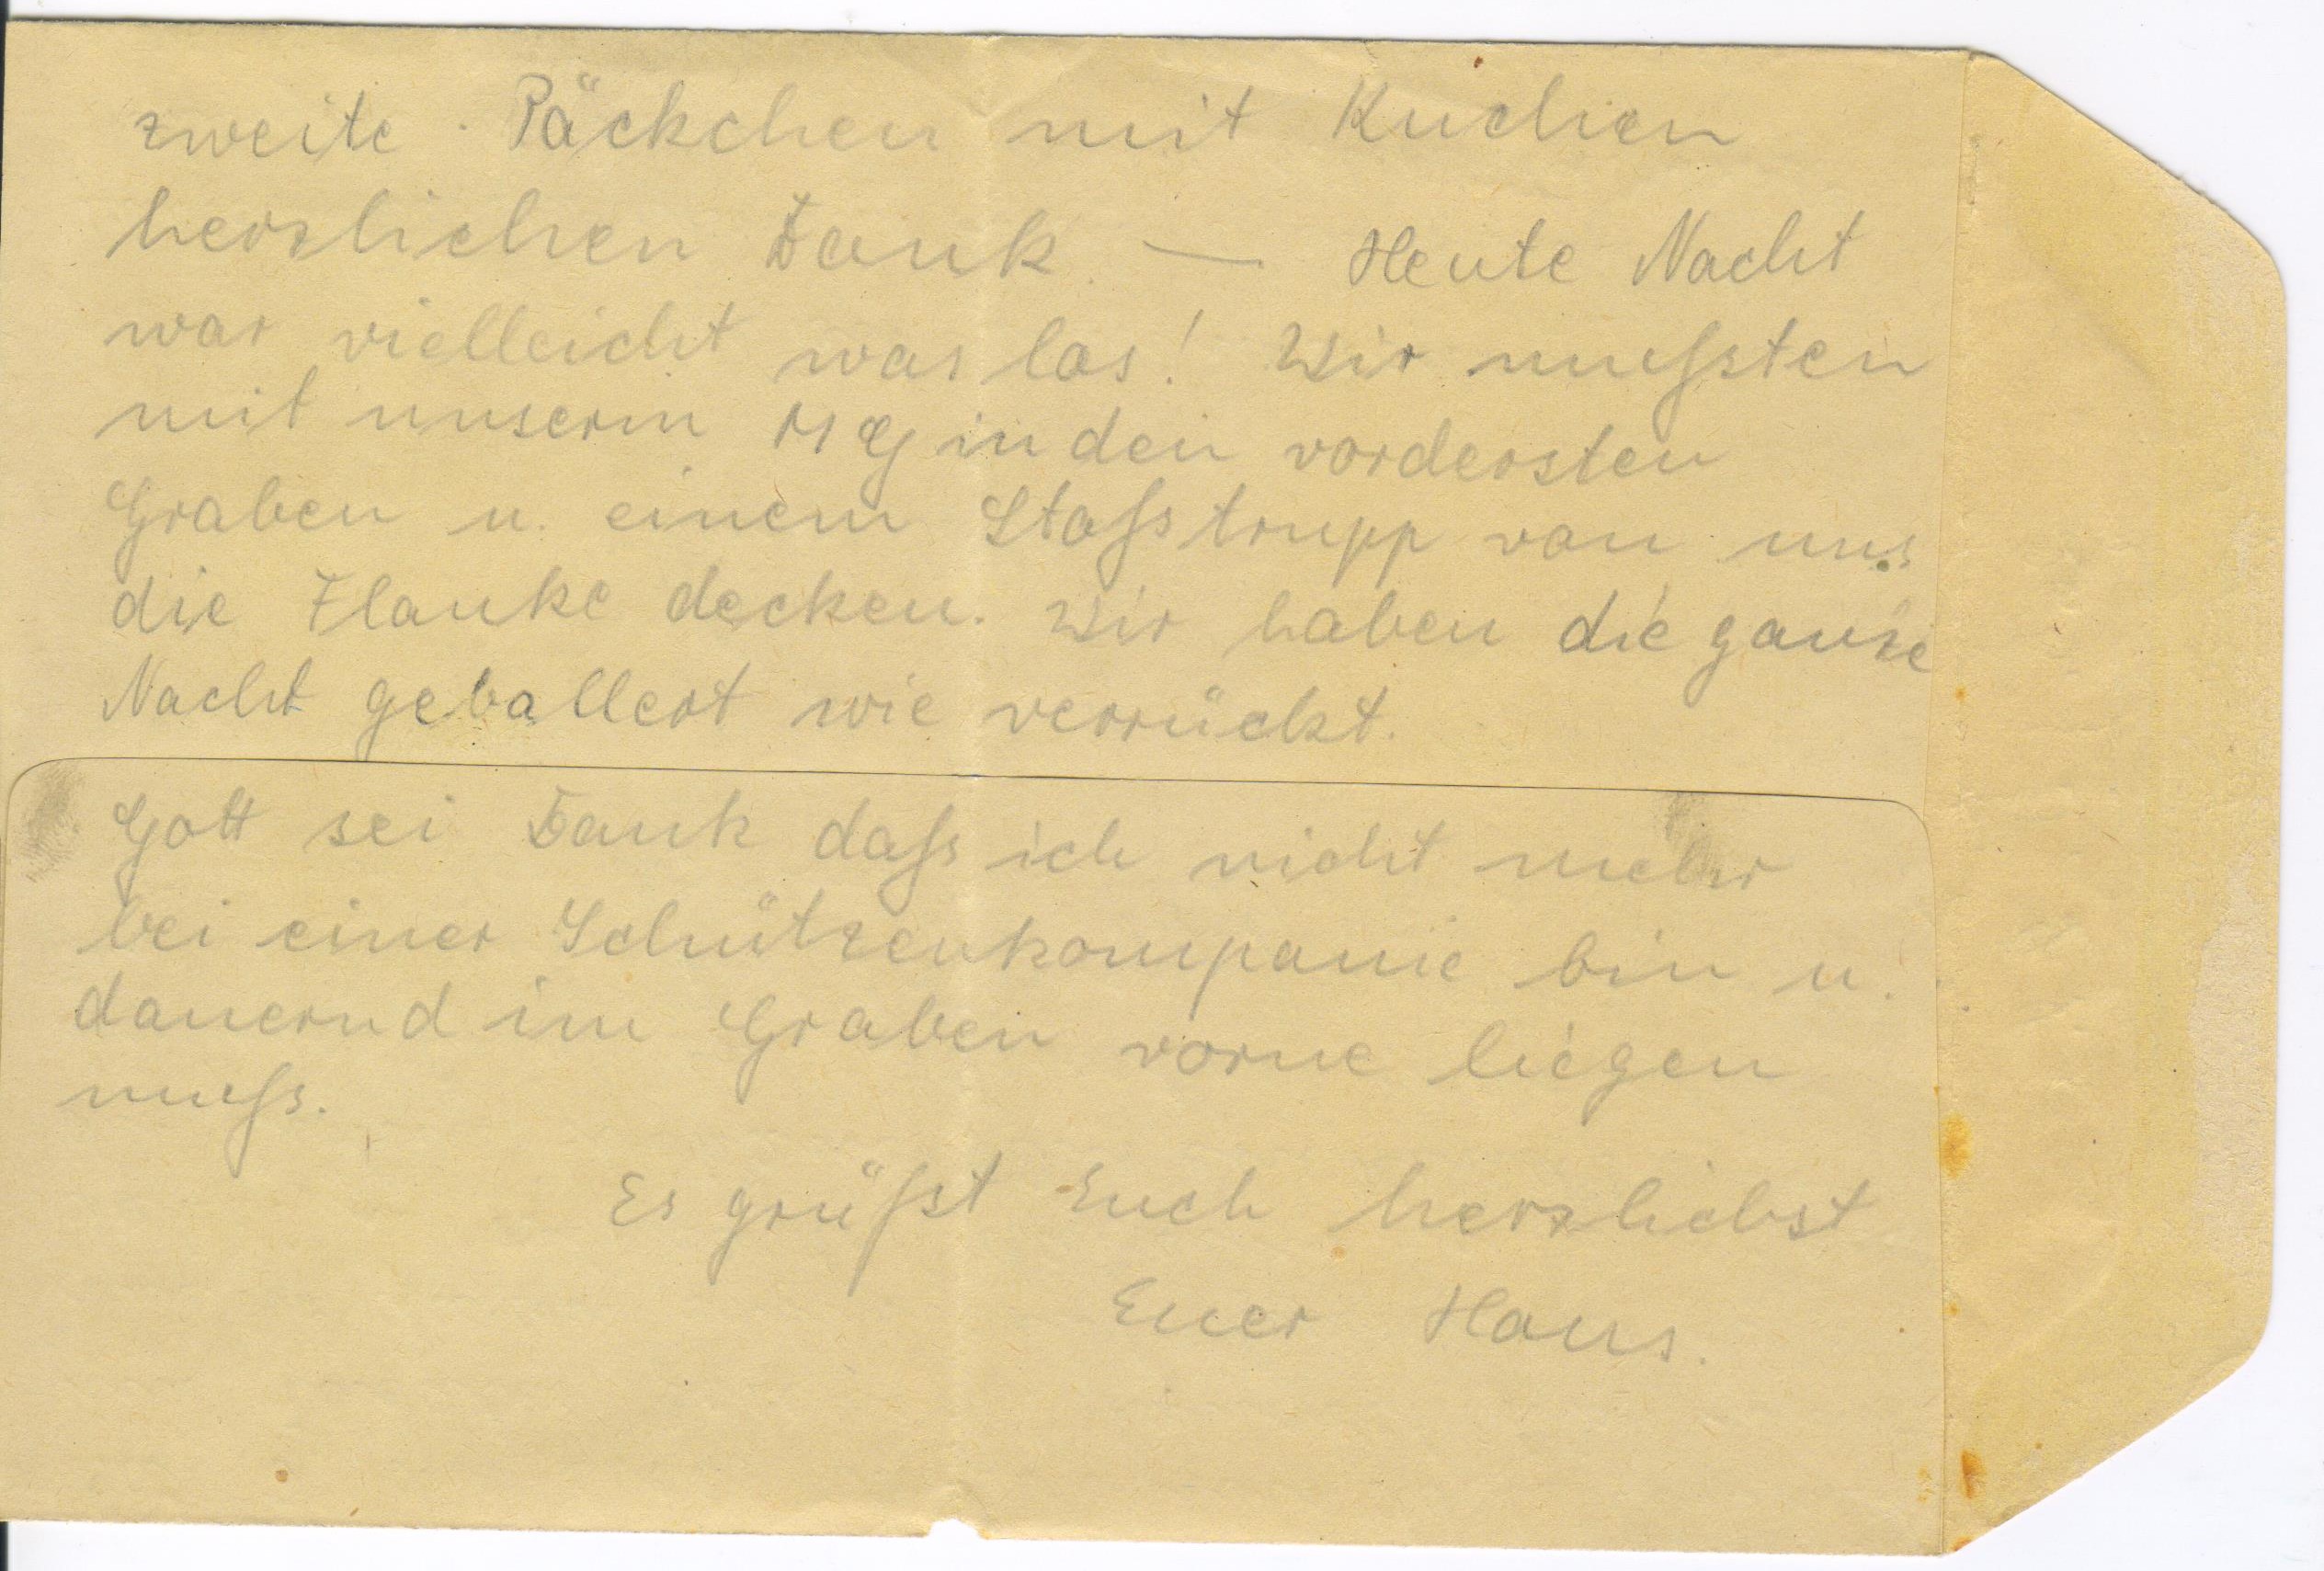 zweite Päckchen mit Kuchen
herzlichen Dank. — Heute Nacht
war vielleicht was los! Wir mußsten
mit unserm MG in den vordersten
Graben u. einem Stoßstrupp von uns
die Flanke decken. Wir haben die ganze
Nacht geballert wie verrückt.
Gott sei Dank daß ich nicht mehr
bei einer Schützenkompanie bin u.
dauernd im Graben vorne liegen
muß.
Es grüßt Euch herzlichst
Euer Hans.